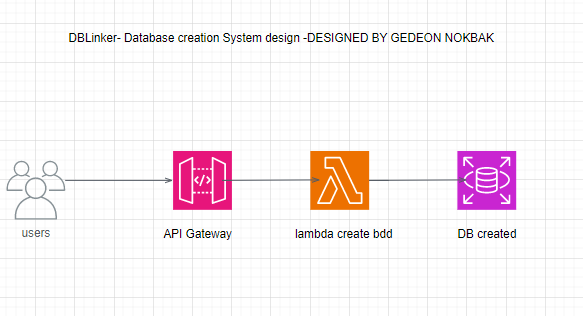 DBLinker- Database creation System design -DESIGNED BY GEDEON NOKBAK
</>
users
API Gateway
lambda create bdd
DB created